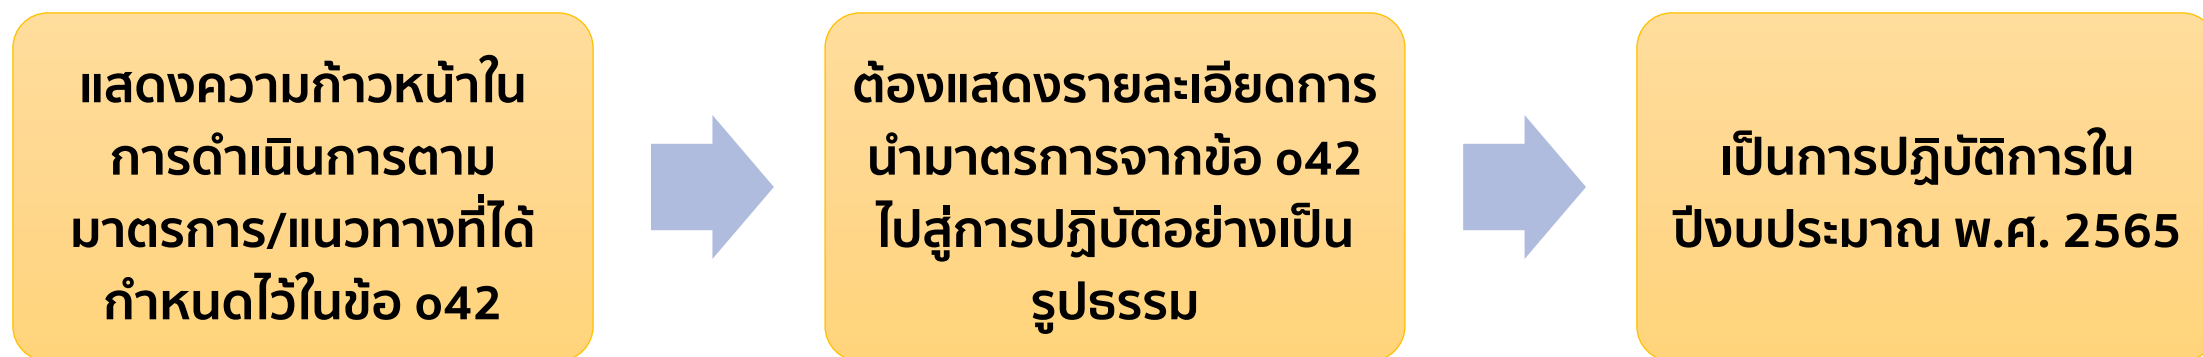 แสดงความก้าวหน้าใน
การดำเนินการตาม
มาตรการ/แนวทางที่ได้
กำหนดไว้ในข้อ o42
ต้องแสดงรายละเอียดการ
นำมาตรการจากข้อ o42
ไปสู่การปฏิบัติอย่างเป็น
รูปธรรม
เป็นการปฏิบัติการใน
ปีงบประมาณ พ.ศ. 2565